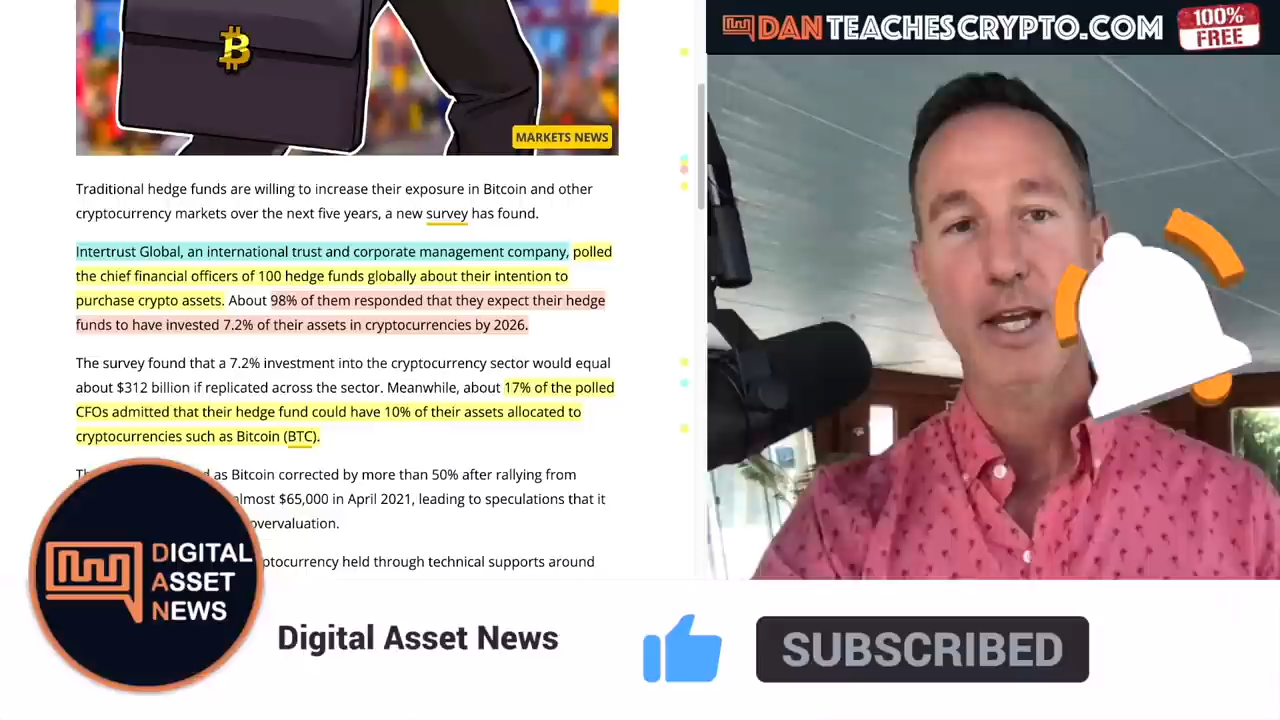 DANTEACHESCRYPTO.COM
100%
FREE
MARKETS NEWS
Traditional hedge funds are willing to increase their exposure in Bitcoin and other
cryptocurrency markets over the next five years, a new survey has found.
Intertrust Global, an international trust and corporate management company, polled
the chief financial officers of 100 hedge funds globally about their intention to
purchase crypto assets. About 98% of them responded that they expect their hedge
funds to have invested 7.2% of their assets in cryptocurrencies by 2026.
The survey found that a 7.2% investment into the cryptocurrency sector would equal
about $312 billion if replicated across the sector. Meanwhile, about 17% of the polled
CFOs admitted that their hedge fund could have 10% of their assets allocated to
cryptocurrencies such as Bitcoin (BTC).
as Bitcoin corrected by more than 50% after rallying from
almost $65,000 in April 2021, leading to speculations that it
overvaluation.
held through technical supports around
DIGITAL
ASSET
NEWS
Digital Asset News
SUBSCRIBED